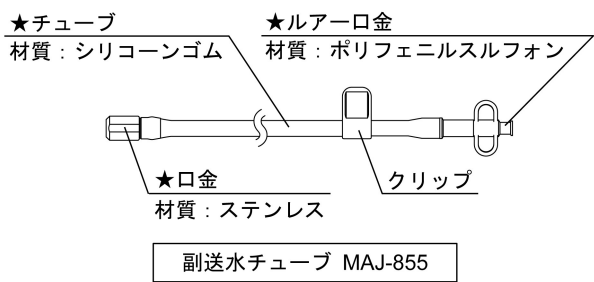 ★チューブ
材質：シリコーンゴム
★ルアー口金
材質：ポリフェニルスルフォン
★口金
材質：ステンレス
クリップ
副送水チューブ MAJ-855